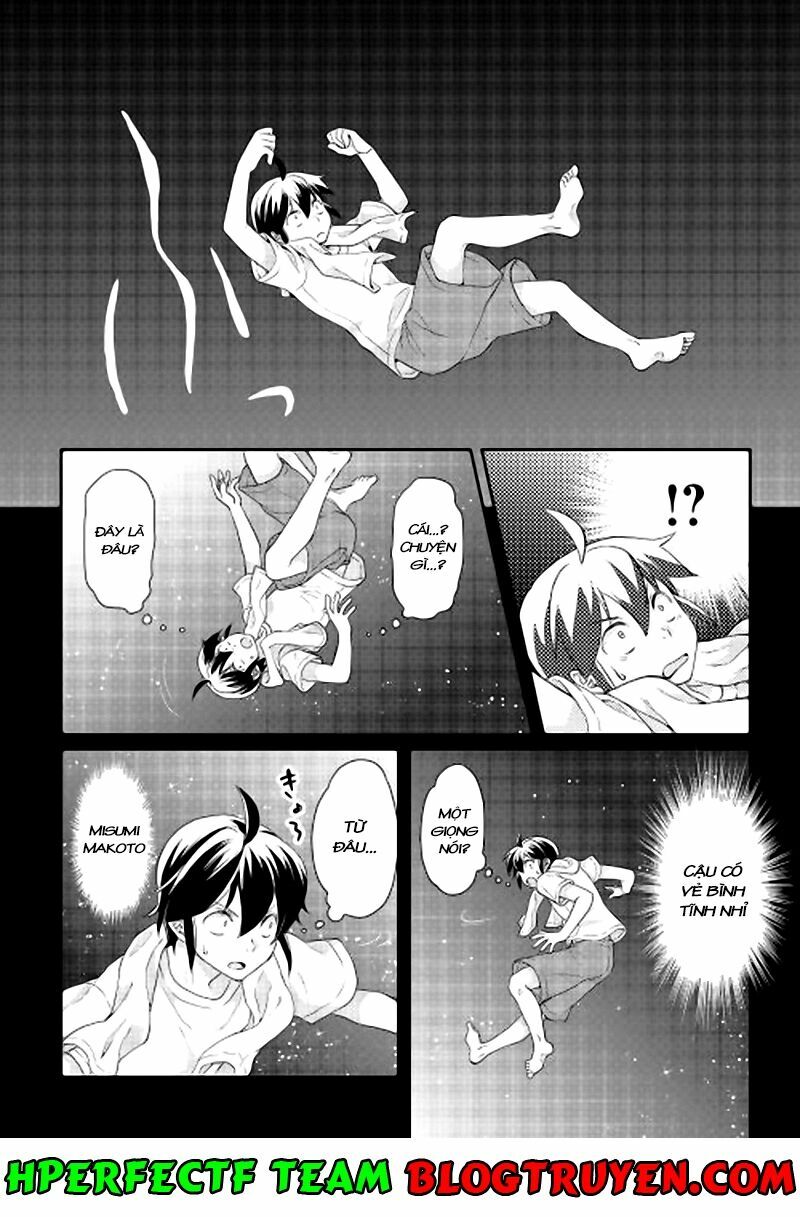 !?
CÁI...?
CHUYỆN
GÌ...?
ĐÂY LÀ
ĐÂU?
CẬU CÓ
VẺ BÌNH
TĨNH NHỈ
MỘT
GIỌNG
NÓI?
TỪ
ĐÂU...
きょろ
MISUMI
MAKOTO
HPERFECTF TEAM BLOGTRUYEN.COM